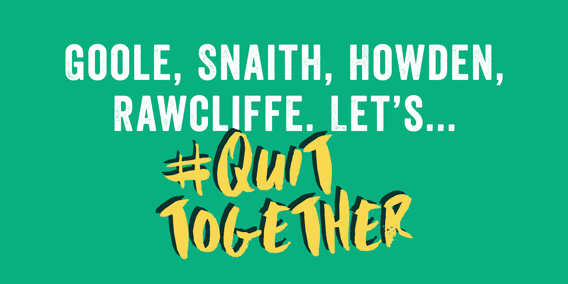 GOOLE, SNAITH, HOWDEN,
RAWCLIFFE. LET'S...
#QUIT
TOGETHER